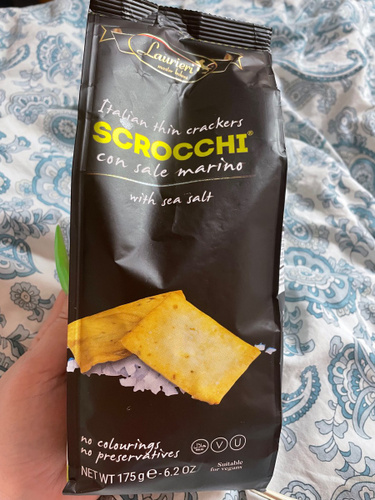 Laurieri
Italian thin crackers
SCROCCHI®
con sale marino
with sea salt
no colourings
no preservatives
V U
Suitable
for vegans
NET WT 175g e - 6.2 OZ